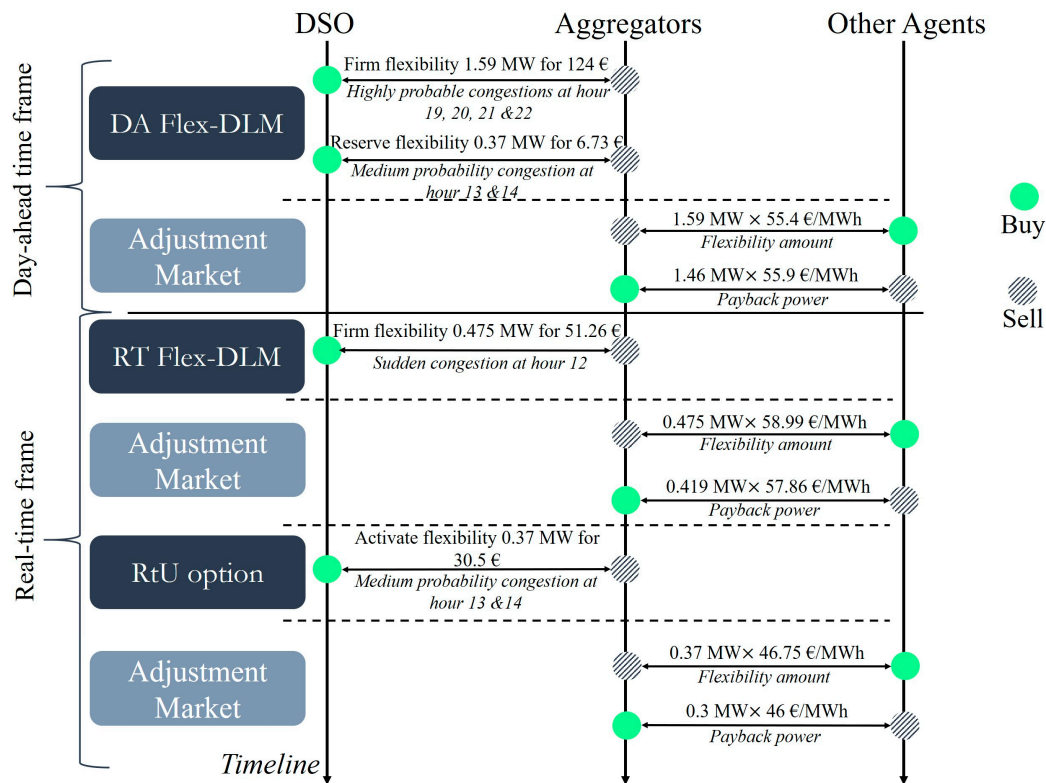 DSO
Aggregators
Other Agents
Day-ahead time frame
DA Flex-DLM
Firm flexibility 1.59 MW for 124 €
Highly probable congestions at hour
19, 20, 21 &22
Reserve flexibility 0.37 MW for 6.73 €
Medium probability congestion at
hour 13 &14
Adjustment
Market
1.59 MW × 55.4 €/MWh
Flexibility amount
1.46 MW× 55.9 €/MWh
Payback power
Buy
Sell
Real-time frame
RT Flex-DLM
Firm flexibility 0.475 MW for 51.26 €
Sudden congestion at hour 12
Adjustment
Market
0.475 MW× 58.99 €/MWh
Flexibility amount
0.419 MW× 57.86 €/MWh
Payback power
RtU option
Activate flexibility 0.37 MW for
30.5 €
Medium probability congestion at
hour 13 &14
Adjustment
Market
0.37 MW× 46.75 €/MWh
Flexibility amount
0.3 MW× 46 €/MWh
Payback power
Timeline